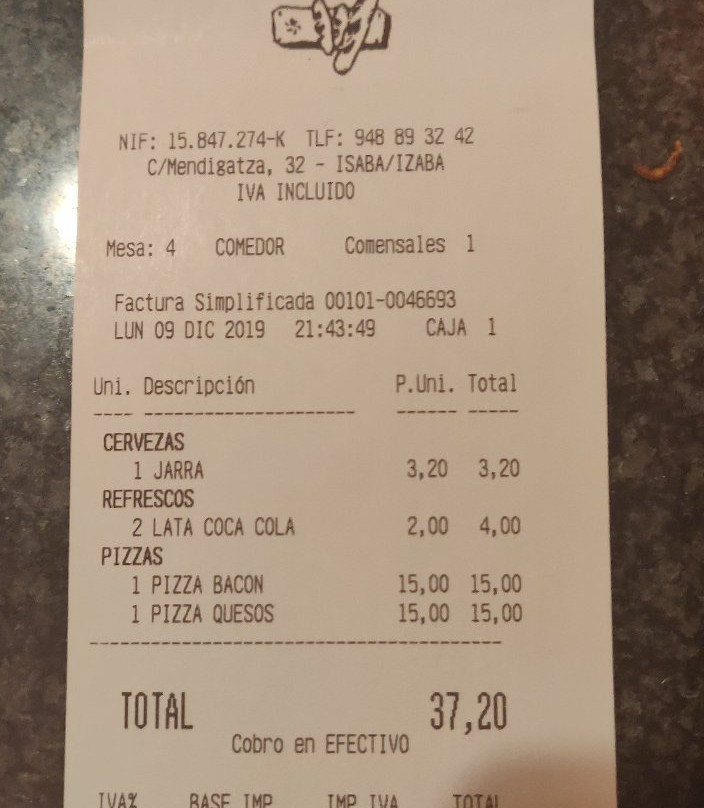 NIF: 15.847.274-K TLF: 948 89 32 42
C/Mendigatza, 32 - ISABA/IZABA
IVA INCLUIDO
Mesa: 4 COMEDOR Comensales 1
Factura Simplificada 00101-0046693
LUN 09 DIC 2019 21:43:49 CAJA 1
Uni. Descripción P.Uni. Total
CERVEZAS
1 JARRA 3,20 3,20
REFRESCOS
2 LATA COCA COLA 2,00 4,00
PIZZAS
1 PIZZA BACON 15,00 15,00
1 PIZZA QUESOS 15,00 15,00
TOTAL 37,20
Cobro en EFECTIVO
IVA% BASE IMP IMP IVA TOTAL